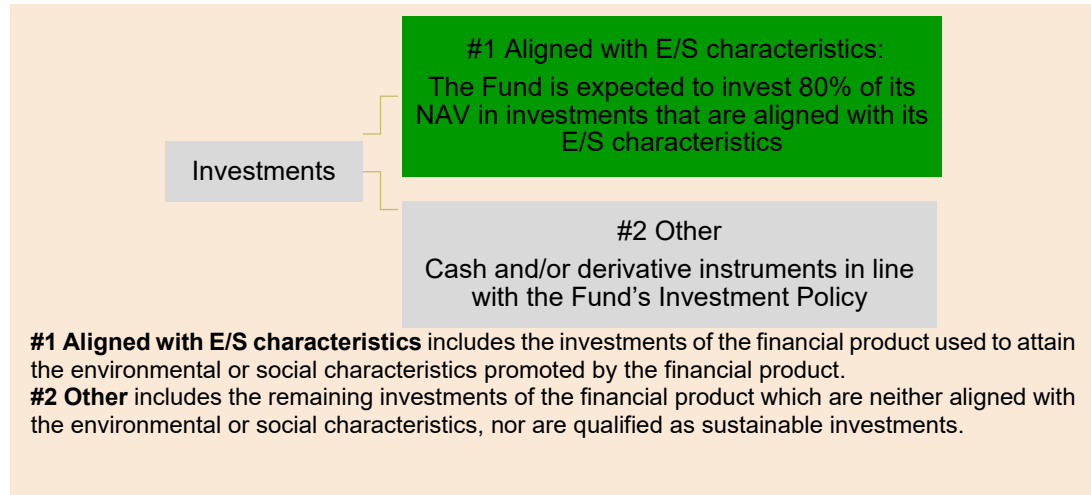 #1 Aligned with E/S characteristics:
The Fund is expected to invest 80% of its
NAV in investments that are aligned with its
E/S characteristics
Investments
#2 Other
Cash and/or derivative instruments in line
with the Fund’s Investment Policy
#1 Aligned with E/S characteristics includes the investments of the financial product used to attain
the environmental or social characteristics promoted by the financial product.
#2 Other includes the remaining investments of the financial product which are neither aligned with
the environmental or social characteristics, nor are qualified as sustainable investments.